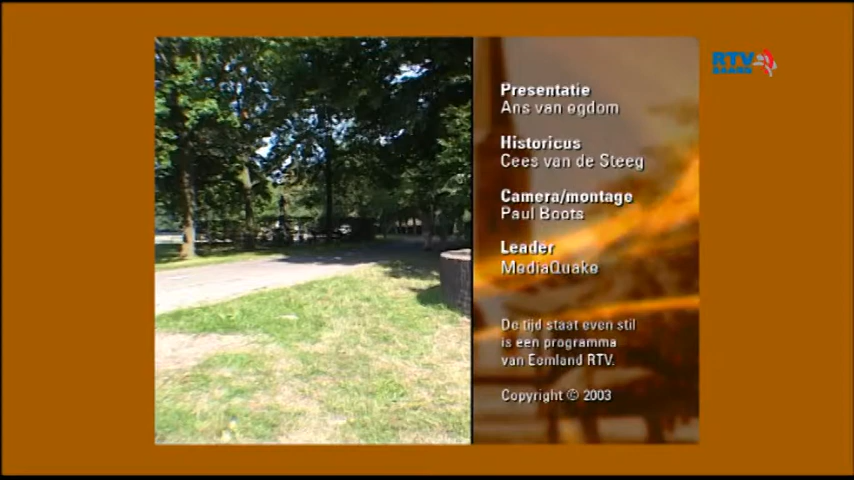 RTV
BAARN
Presentatie
Ans van egdom
Historicus
Cees van de Steeg
Camera/montage
Paul Boots
Leader
MediaQuake
De tijd staat even stil
is een programma
van Eemland RTV.
Copyright © 2003